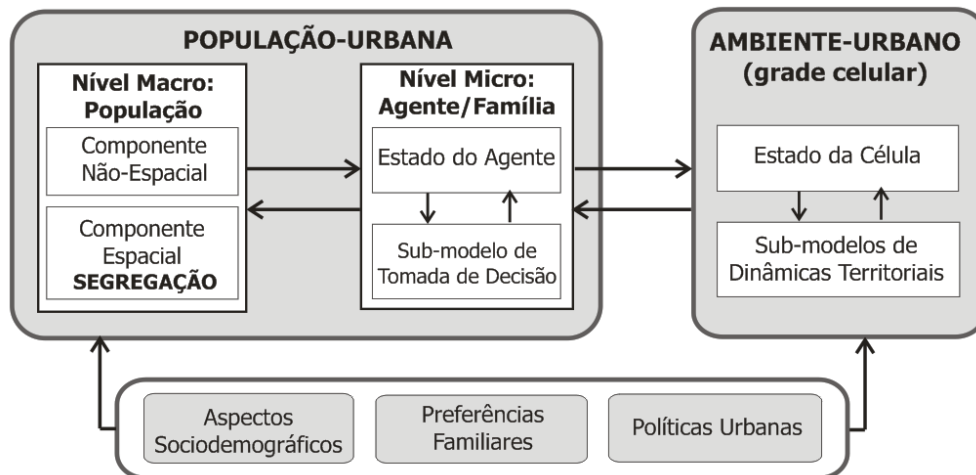 POPULAÇÃO-URBANA
Nível Macro:
População
Componente
Não-Espacial
Componente
Espacial
SEGREGAÇÃO
Nível Micro:
Agente/Família
Estado do Agente
Sub-modelo de
Tomada de Decisão
AMBIENTE-URBANO
(grade celular)
Estado da Célula
Sub-modelos de
Dinâmicas Territoriais
Aspectos
Sociodemográficos
Preferências
Familiares
Políticas Urbanas